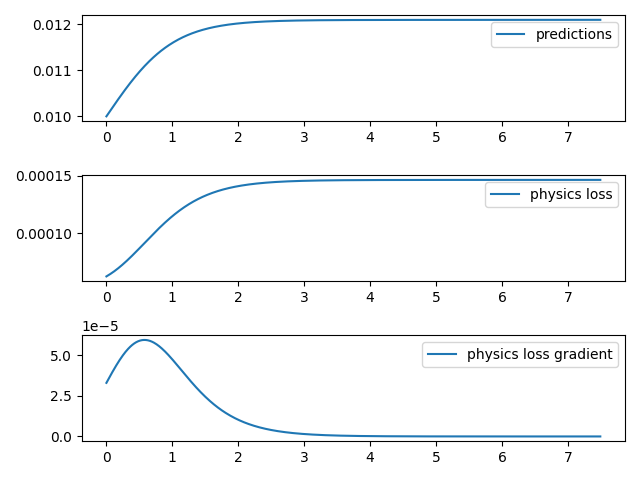 0.012
predictions
0.011
0.010
0 1 2 3 4 5 6 7
0.00015
physics loss
0.00010
0 1 2 3 4 5 6 7
1e−5
physics loss gradient
5.0
2.5
0.0
0 1 2 3 4 5 6 7